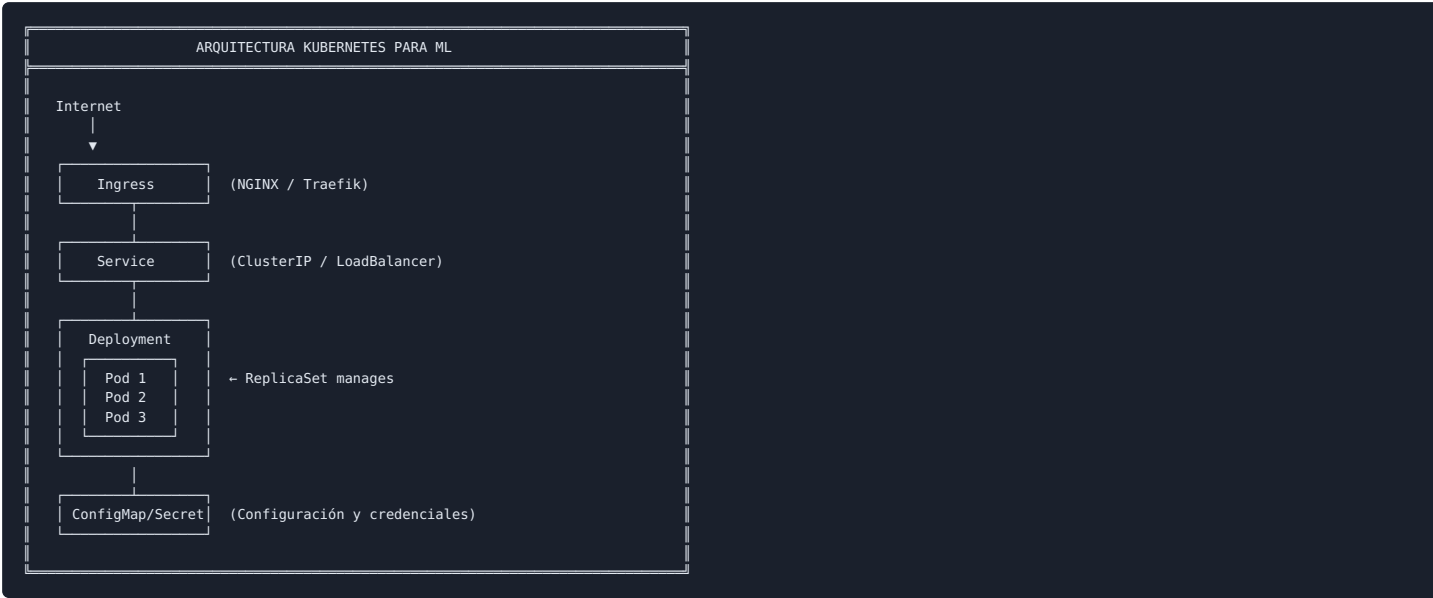 ARQUITECTURA KUBERNETES PARA ML
Internet
Ingress (NGINX / Traefik)
Service (ClusterIP / LoadBalancer)
Deployment
Pod 1 ← ReplicaSet manages
Pod 2
Pod 3
ConfigMap/Secret (Configuración y credenciales)